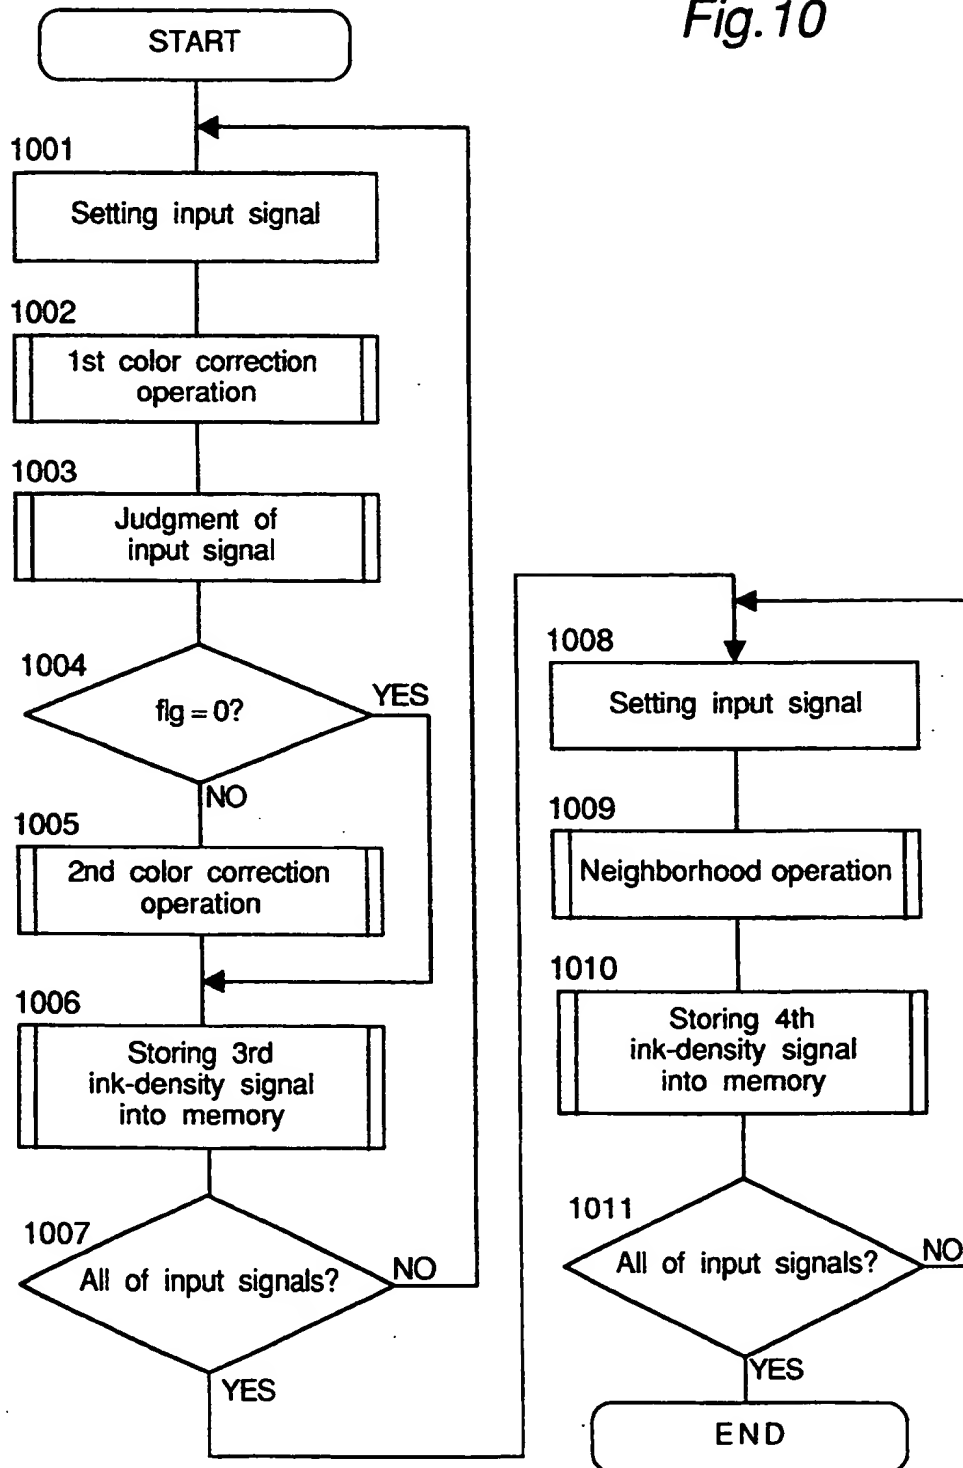 Fig.10
START
1001
Setting input signal
1002
1st color correction
operation
1003
Judgment of
input signal
1004
flg = 0?
YES
NO
1005
2nd color correction
operation
1006
Storing 3rd
ink-density signal
into memory
1007
All of input signals?
NO
YES
1008
Setting input signal
1009
Neighborhood operation
1010
Storing 4th
ink-density signal
into memory
1011
All of input signals?
NO
YES
END